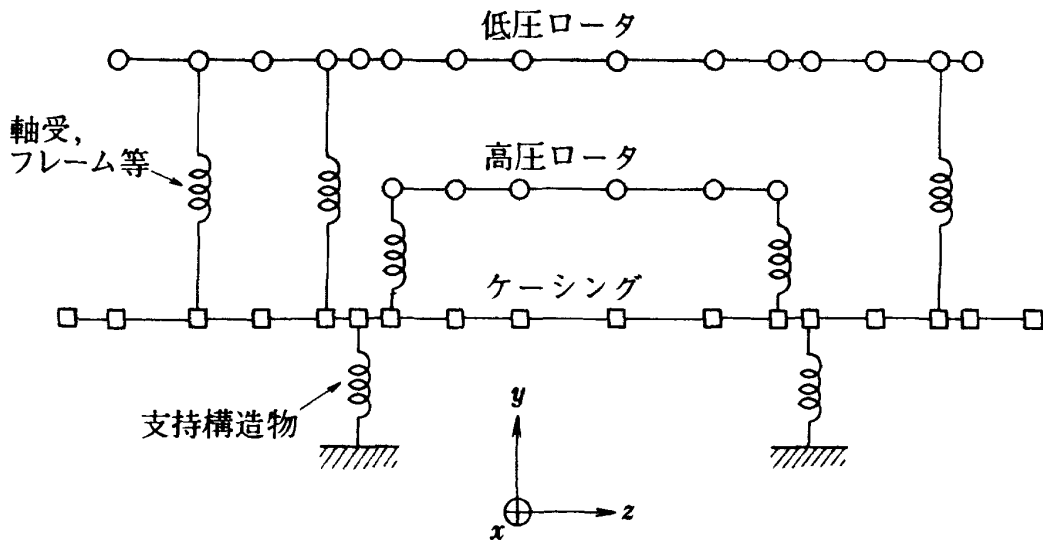 低圧ロータ
軸受,
フレーム等
高圧ロータ
ケーシング
支持構造物
y
x
z